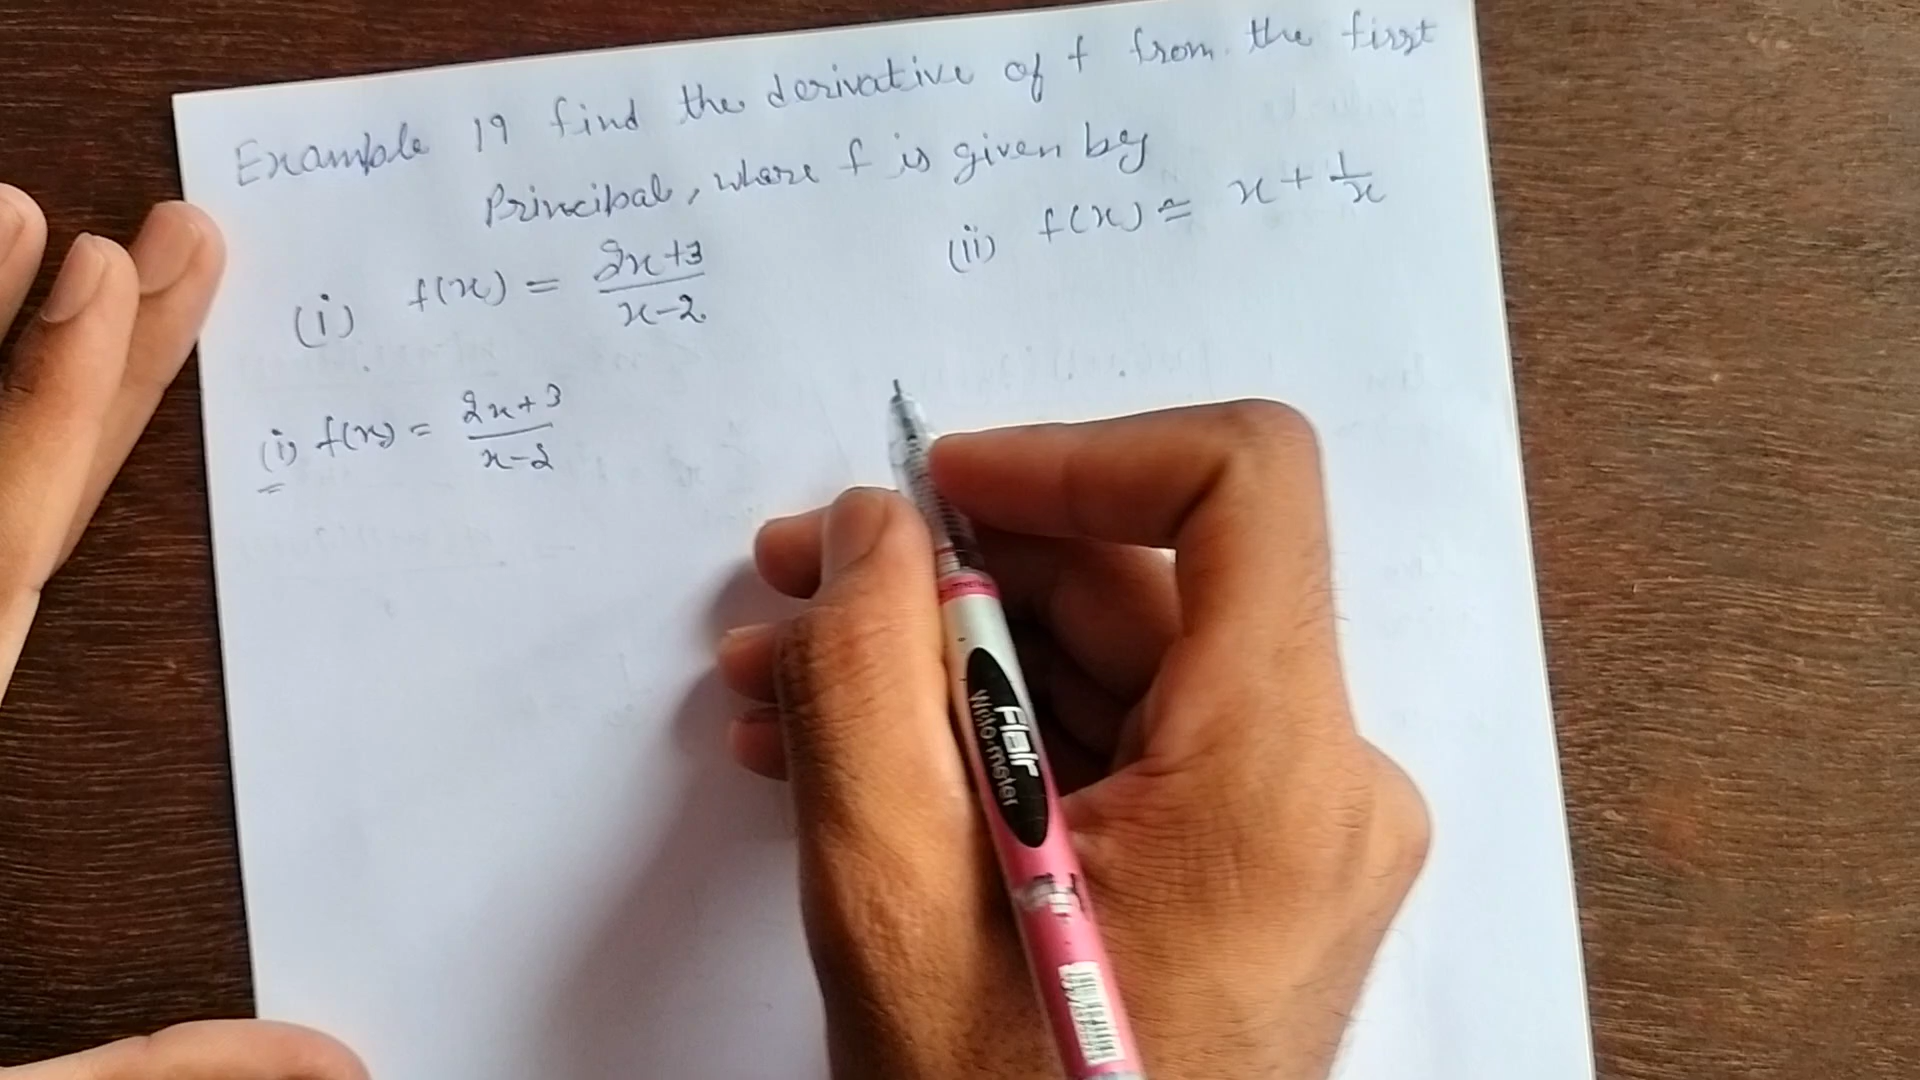 Example 19 find the derivative of f from the first
Principal, where f is given by
(i) f(x) = 2x+3 / x-2
(ii) f(x) = x + 1/x
(i) f(x) = 2x+3 / x-2
Flair
Writo-meter